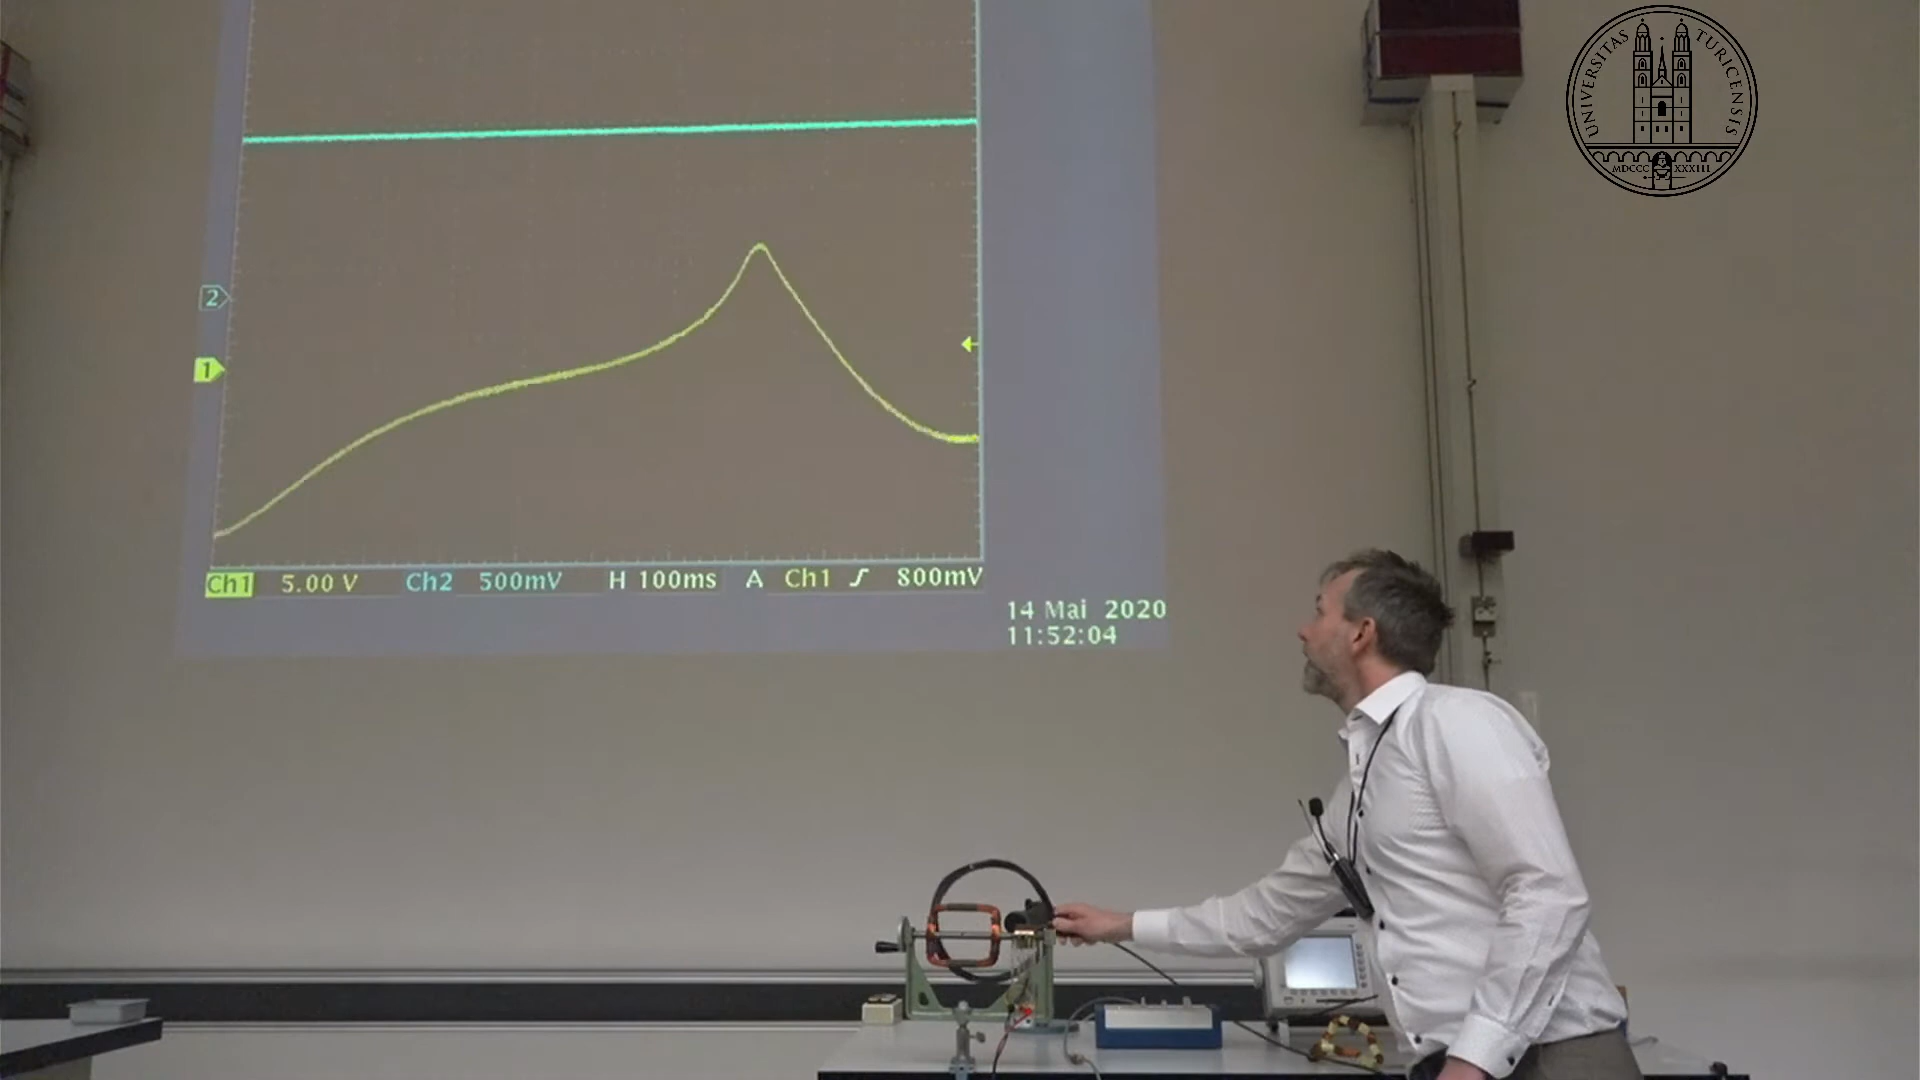 UNIVERSITAS TURICENSIS
MDCCC XXXIII
2
1
Ch1 5.00 V Ch2 500mV H 100ms A Ch1 800mV
14 Mai 2020
11:52:04